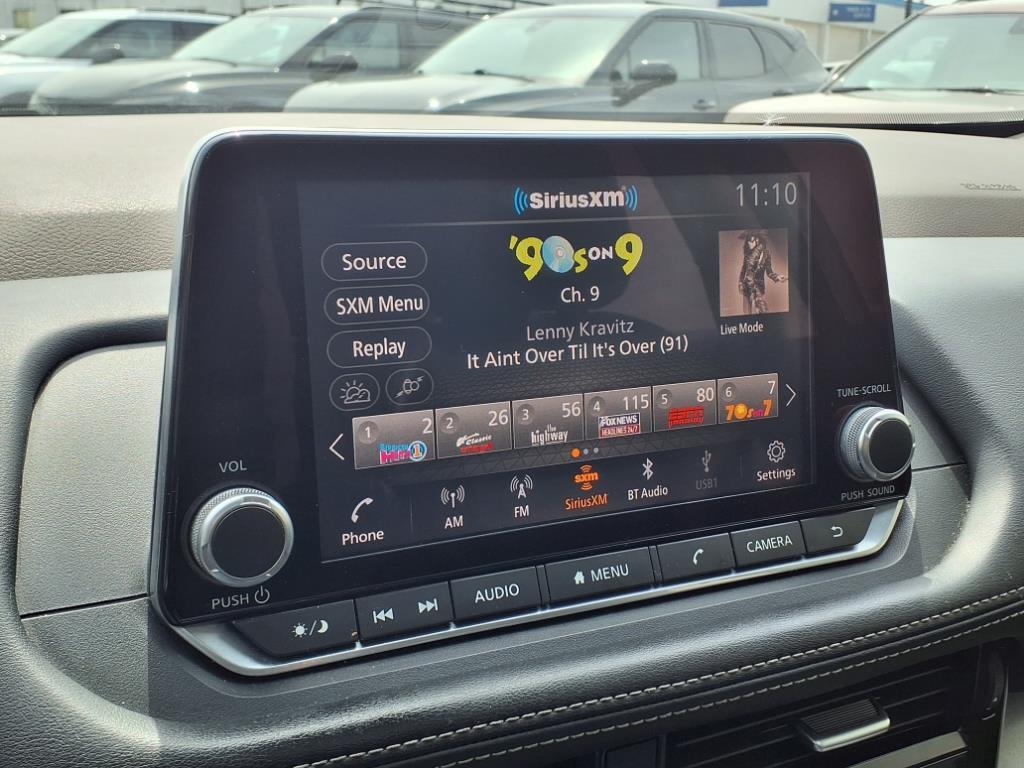 SiriusXM
11:10
'90s ON 9
Source
SXM Menu
Replay
Ch. 9
Lenny Kravitz
It Aint Over Til It's Over (91)
Live Mode
1 2
2 26 Classic
3 56 the highway
4 115 FOX NEWS HEADLINES 24/7
5 80
6 7 70s on 7
Phone
AM
FM
sxm
SiriusXM
BT Audio
USB1
Settings
VOL
PUSH
TUNE·SCROLL
PUSH SOUND
AUDIO
MENU
CAMERA